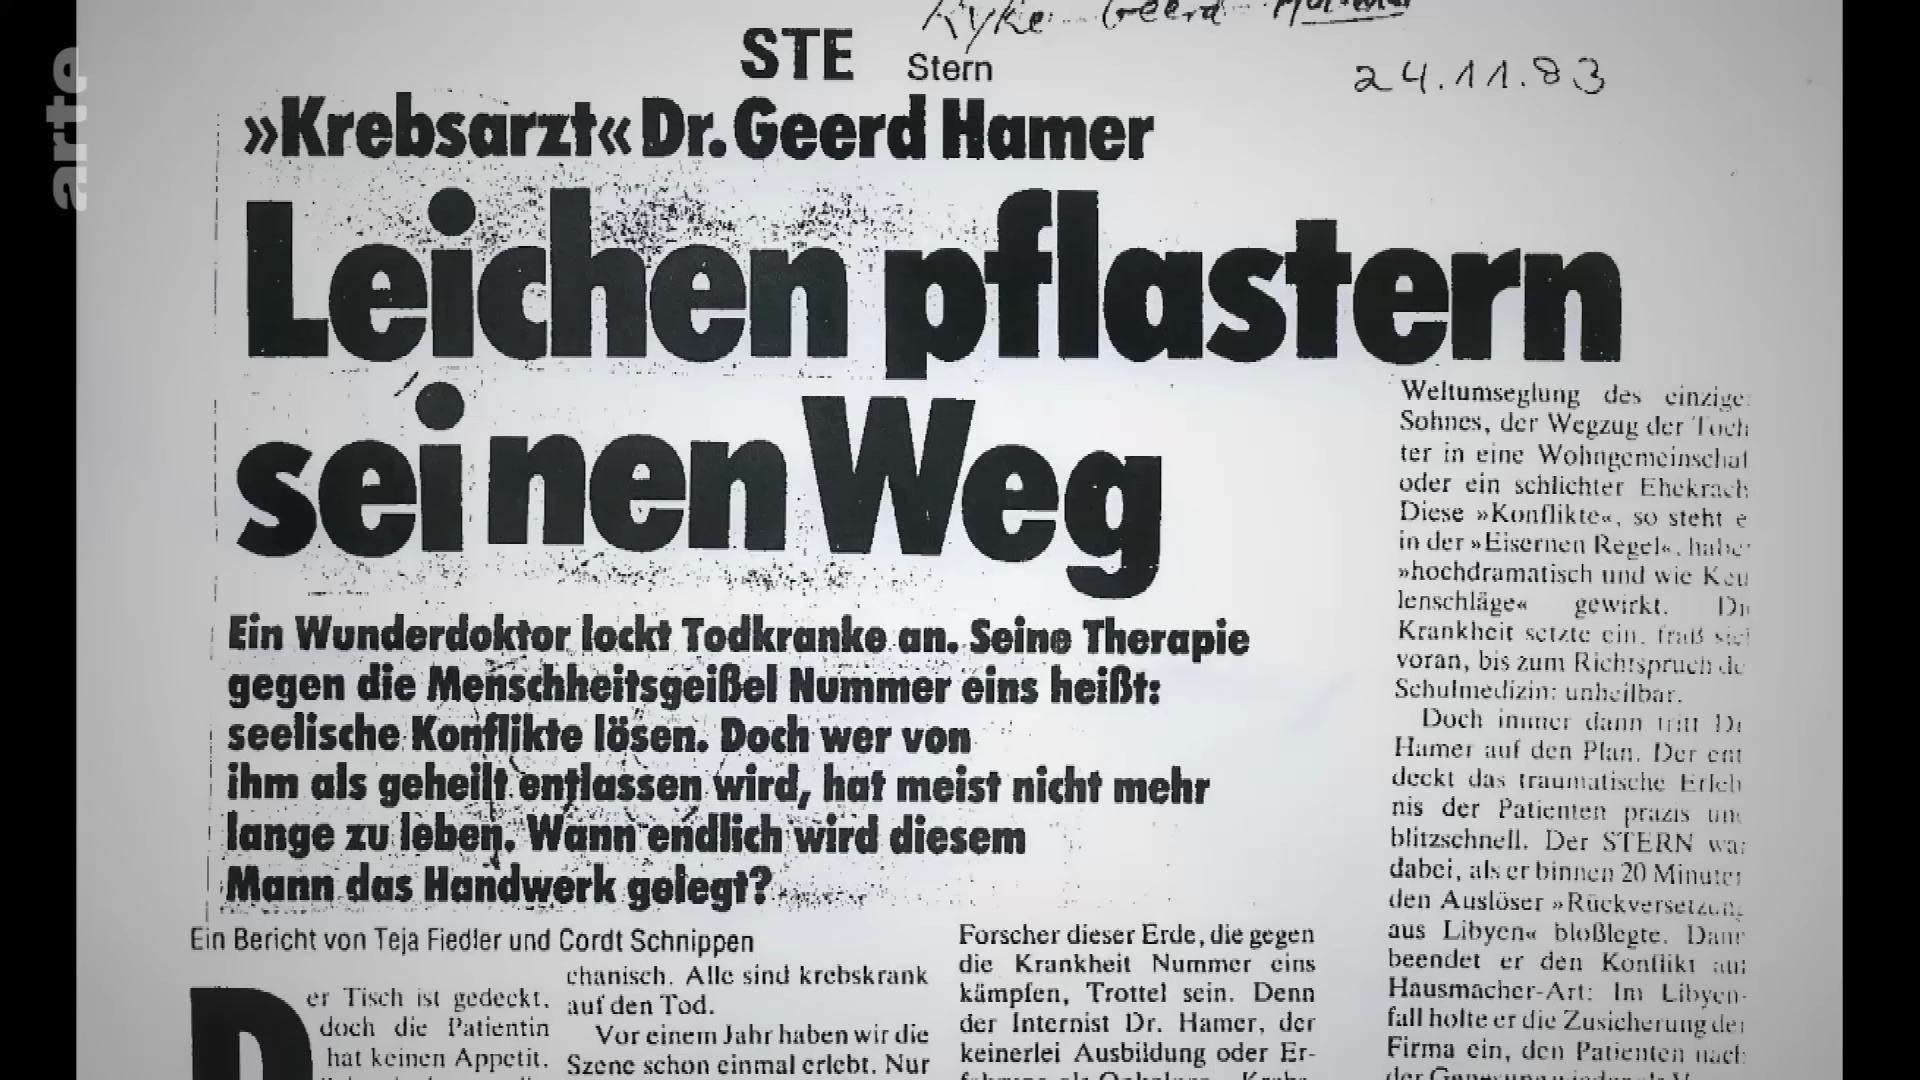 arte
Ryke Geerd Hamer
STE
Stern
24.11.83
»Krebsarzt« Dr. Geerd Hamer
Leichen pflastern
seinen Weg
Ein Wunderdoktor lockt Todkranke an. Seine Therapie
gegen die Menschheitsgeißel Nummer eins heißt:
seelische Konflikte lösen. Doch wer von
ihm als geheilt entlassen wird, hat meist nicht mehr
lange zu leben. Wann endlich wird diesem
Mann das Handwerk gelegt?
Ein Bericht von Teja Fiedler und Cordt Schnippen
Der Tisch ist gedeckt,
doch die Patientin
hat keinen Appetit.
chanisch. Alle sind krebskrank
auf den Tod.
Vor einem Jahr haben wir die
Szene schon einmal erlebt. Nur
Forscher dieser Erde, die gegen
die Krankheit Nummer eins
kämpfen, Trottel sein. Denn
der Internist Dr. Hamer, der
keinerlei Ausbildung oder Er-
Weltumseglung des einzige
Sohnes, der Wegzug der Toch
ter in eine Wohngemeinschaf
oder ein schlichter Ehekrach
Diese »Konflikte«, so steht e
in der »Eisernen Regel«, habe
»hochdramatisch und wie Keu
lenschläge« gewirkt. Di
Krankheit setzte ein, fraß sic
voran, bis zum Richtspruch de
Schulmedizin: unheilbar.
Doch immer dann tritt Dr
Hamer auf den Plan. Der ent
deckt das traumatische Erleb
nis der Patienten präzis un
blitzschnell. Der STERN wa
dabei, als er binnen 20 Minuten
den Auslöser »Rückversetzung
aus Libyen« bloßlegte. Dann
beendet er den Konflikt auf
Hausmacher-Art: Im Libyen-
fall holte er die Zusicherung der
Firma ein, den Patienten nach